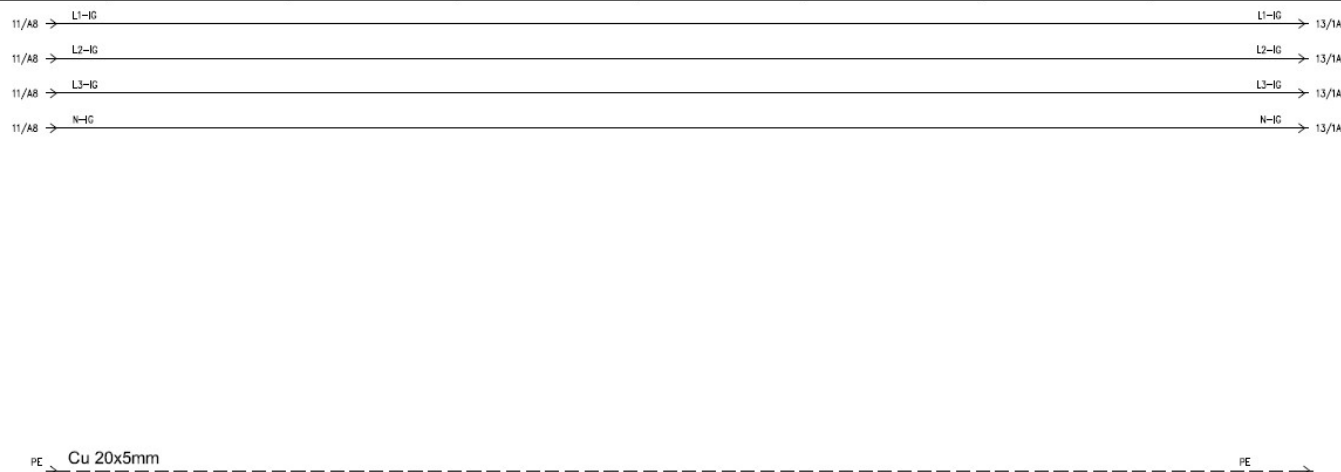 11/A8 L1-IG L1-IG 13/1A
11/A8 L2-IG L2-IG 13/1A
11/A8 L3-IG L3-IG 13/1A
11/A8 N-IG N-IG 13/1A
PE Cu 20x5mm PE